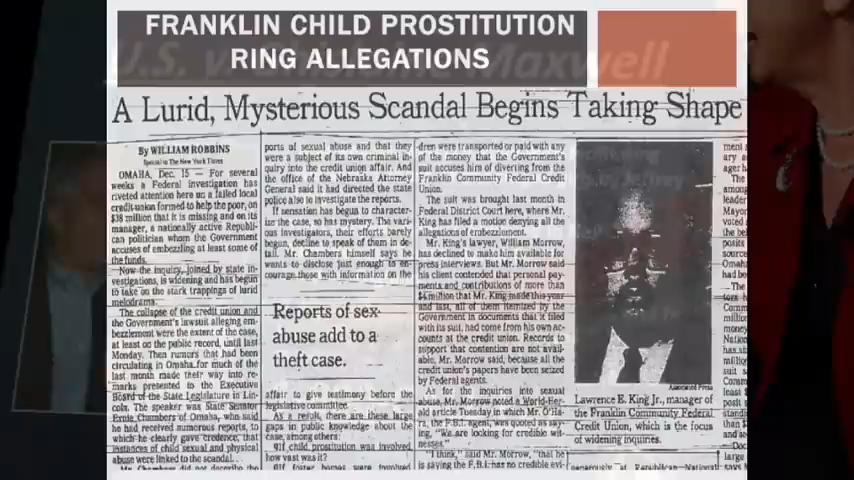 FRANKLIN CHILD PROSTITUTION
RING ALLEGATIONS
U.S. v. Maxwell
A Lurid, Mysterious Scandal Begins Taking Shape
By WILLIAM ROBBINS
Special to The New York Times
OMAHA, Dec. 15 — For several
weeks a Federal investigation has
riveted attention here on a failed local
credit union formed to help the poor, on
$38 million that it is missing and on its
manager, a nationally active Republi-
can politician whom the Government
accuses of embezzling at least some of
the funds.
Now the inquiry, joined by state in-
vestigations, is widening and has begun
to take on the stark trappings of lurid
melodrama.
The collapse of the credit union and
the Government's lawsuit alleging em-
bezzlement were the extent of the case,
at least on the public record, until last
Monday. Then rumors that had been
circulating in Omaha for much of the
last month made their way into re-
marks presented to the Executive
Board of the State Legislature in Lin-
coln. The speaker was State Senator
Ernie Chambers of Omaha, who said
he had received numerous reports, to
which he clearly gave credence, that
instances of child sexual and physical
abuse were linked to the scandal.
Mr. Chambers did not describe the
ports of sexual abuse and that they
were a subject of its own criminal in-
quiry into the credit union affair. And
the office of the Nebraska Attorney
General said it had directed the state
police also to investigate the reports.
If sensation has begun to character-
ize the case, so has mystery. The vari-
ous investigators, their efforts barely
begun, decline to speak of them in de-
tail. Mr. Chambers himself says he
wants to disclose just enough to en-
courage those with information on the
Reports of sex
abuse add to a
theft case.
affair to give testimony before the
legislative committee.
As a result, there are these large
gaps in public knowledge about the
case, among others:
If child prostitution was involved,
how vast was it?
If foster homes were involved
dren were transported or paid with any
of the money that the Government's
suit accuses him of diverting from the
Franklin Community Federal Credit
Union.
The suit was brought last month in
Federal District Court here, where Mr.
King has filed a motion denying all the
allegations of embezzlement.
Mr. King's lawyer, William Morrow,
has declined to make him available for
press interviews. But Mr. Morrow said
his client contended that personal pay-
ments and contributions of more than
$4 million that Mr. King made this year
and last, all of them itemized by the
Government in documents that it filed
with its suit, had come from his own ac-
counts at the credit union. Records to
support that contention are not avail-
able, Mr. Morrow said, because all the
credit union's papers have been seized
by Federal agents.
As for the inquiries into sexual
abuse, Mr. Morrow noted a World-Her-
ald article Tuesday in which Mr. O'Ha-
ra, the F.B.I. agent, was quoted as say-
ing, "We are looking for credible wit-
nesses."
"I think," said Mr. Morrow, "that he
is saying the F.B.I. has no credible evi-
Associated Press
Lawrence E. King Jr., manager of
the Franklin Community Federal
Credit Union, which is the focus
of widening inquiries.
generously at Republican National